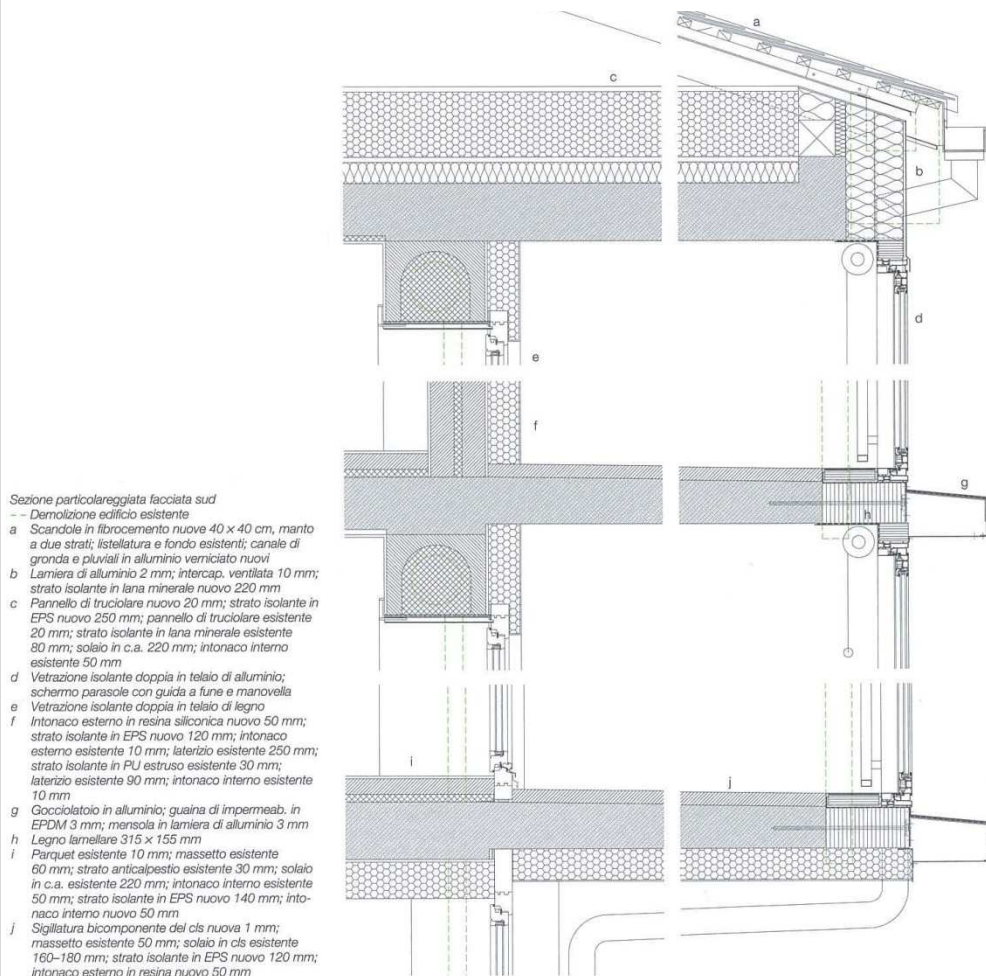 a
c
b
d
e
f
g
h
i
j
Sezione particolareggiata facciata sud
-- Demolizione edificio esistente
a Scandole in fibrocemento nuove 40 × 40 cm, manto
a due strati; listellatura e fondo esistenti; canale di
gronda e pluviali in alluminio verniciato nuovi
b Lamiera di alluminio 2 mm; intercap. ventilata 10 mm;
strato isolante in lana minerale nuovo 220 mm
c Pannello di truciolare nuovo 20 mm; strato isolante in
EPS nuovo 250 mm; pannello di truciolare esistente
20 mm; strato isolante in lana minerale esistente
80 mm; solaio in c.a. 220 mm; intonaco interno
esistente 50 mm
d Vetrazione isolante doppia in telaio di alluminio;
schermo parasole con guida a fune e manovella
e Vetrazione isolante doppia in telaio di legno
f Intonaco esterno in resina siliconica nuovo 50 mm;
strato isolante in EPS nuovo 120 mm; intonaco
esterno esistente 10 mm; laterizio esistente 250 mm;
strato isolante in PU estruso esistente 30 mm;
laterizio esistente 90 mm; intonaco interno esistente
10 mm
g Gocciolatoio in alluminio; guaina di impermeab. in
EPDM 3 mm; mensola in lamiera di alluminio 3 mm
h Legno lamellare 315 × 155 mm
i Parquet esistente 10 mm; massetto esistente
60 mm; strato anticalpestio esistente 30 mm; solaio
in c.a. esistente 220 mm; intonaco interno esistente
50 mm; strato isolante in EPS nuovo 140 mm; into-
naco interno nuovo 50 mm
j Sigillatura bicomponente del cls nuova 1 mm;
massetto esistente 50 mm; solaio in cls esistente
160–180 mm; strato isolante in EPS nuovo 120 mm;
intonaco esterno in resina nuovo 50 mm